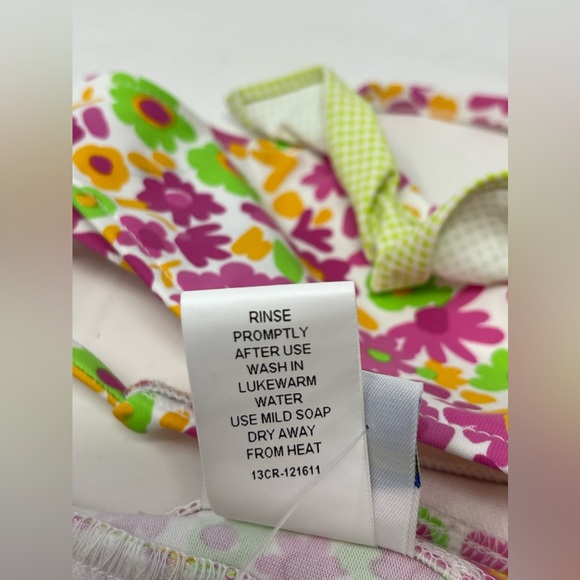 RINSE
PROMPTLY
AFTER USE
WASH IN
LUKEWARM
WATER
USE MILD SOAP
DRY AWAY
FROM HEAT
13CR-121611